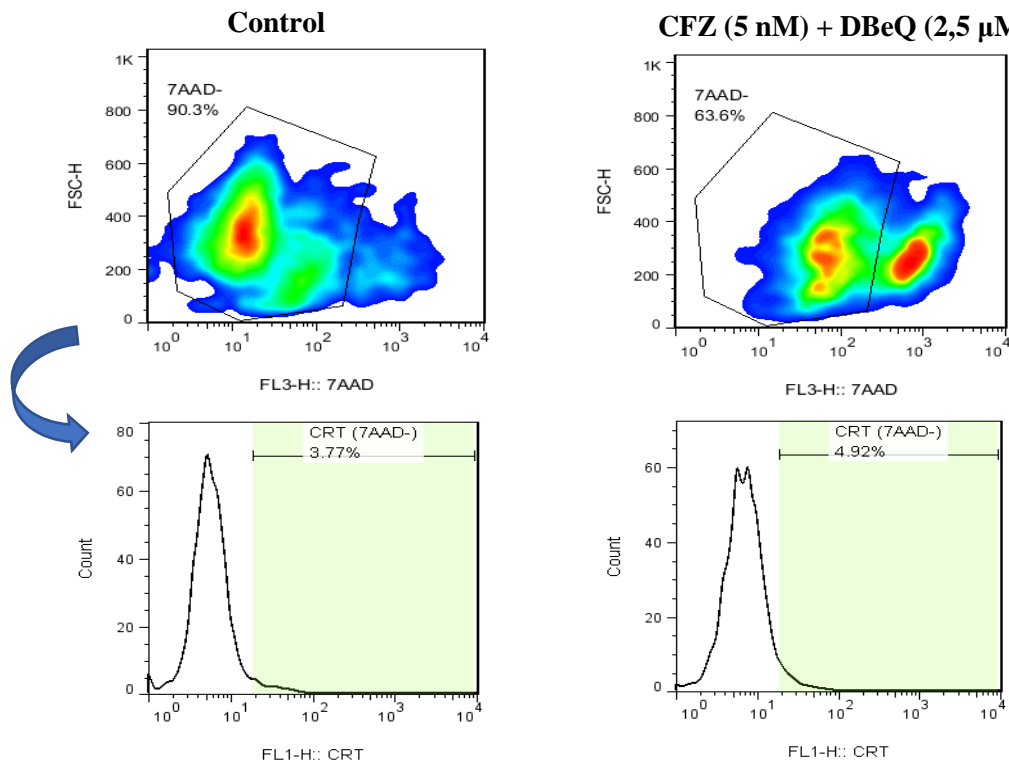 Control
CFZ (5 nM) + DBeQ (2,5 μM
1K
800
600
400
200
0
FSC-H
7AAD-
90.3%
10^0 10^1 10^2 10^3 10^4
FL3-H:: 7AAD
1K
800
600
400
200
0
FSC-H
7AAD-
63.6%
10^0 10^1 10^2 10^3 10^4
FL3-H:: 7AAD
80
60
40
20
0
Count
CRT (7AAD-)
3.77%
10^0 10^1 10^2 10^3 10^4
FL1-H:: CRT
60
40
20
0
Count
CRT (7AAD-)
4.92%
10^0 10^1 10^2 10^3 10^4
FL1-H:: CRT